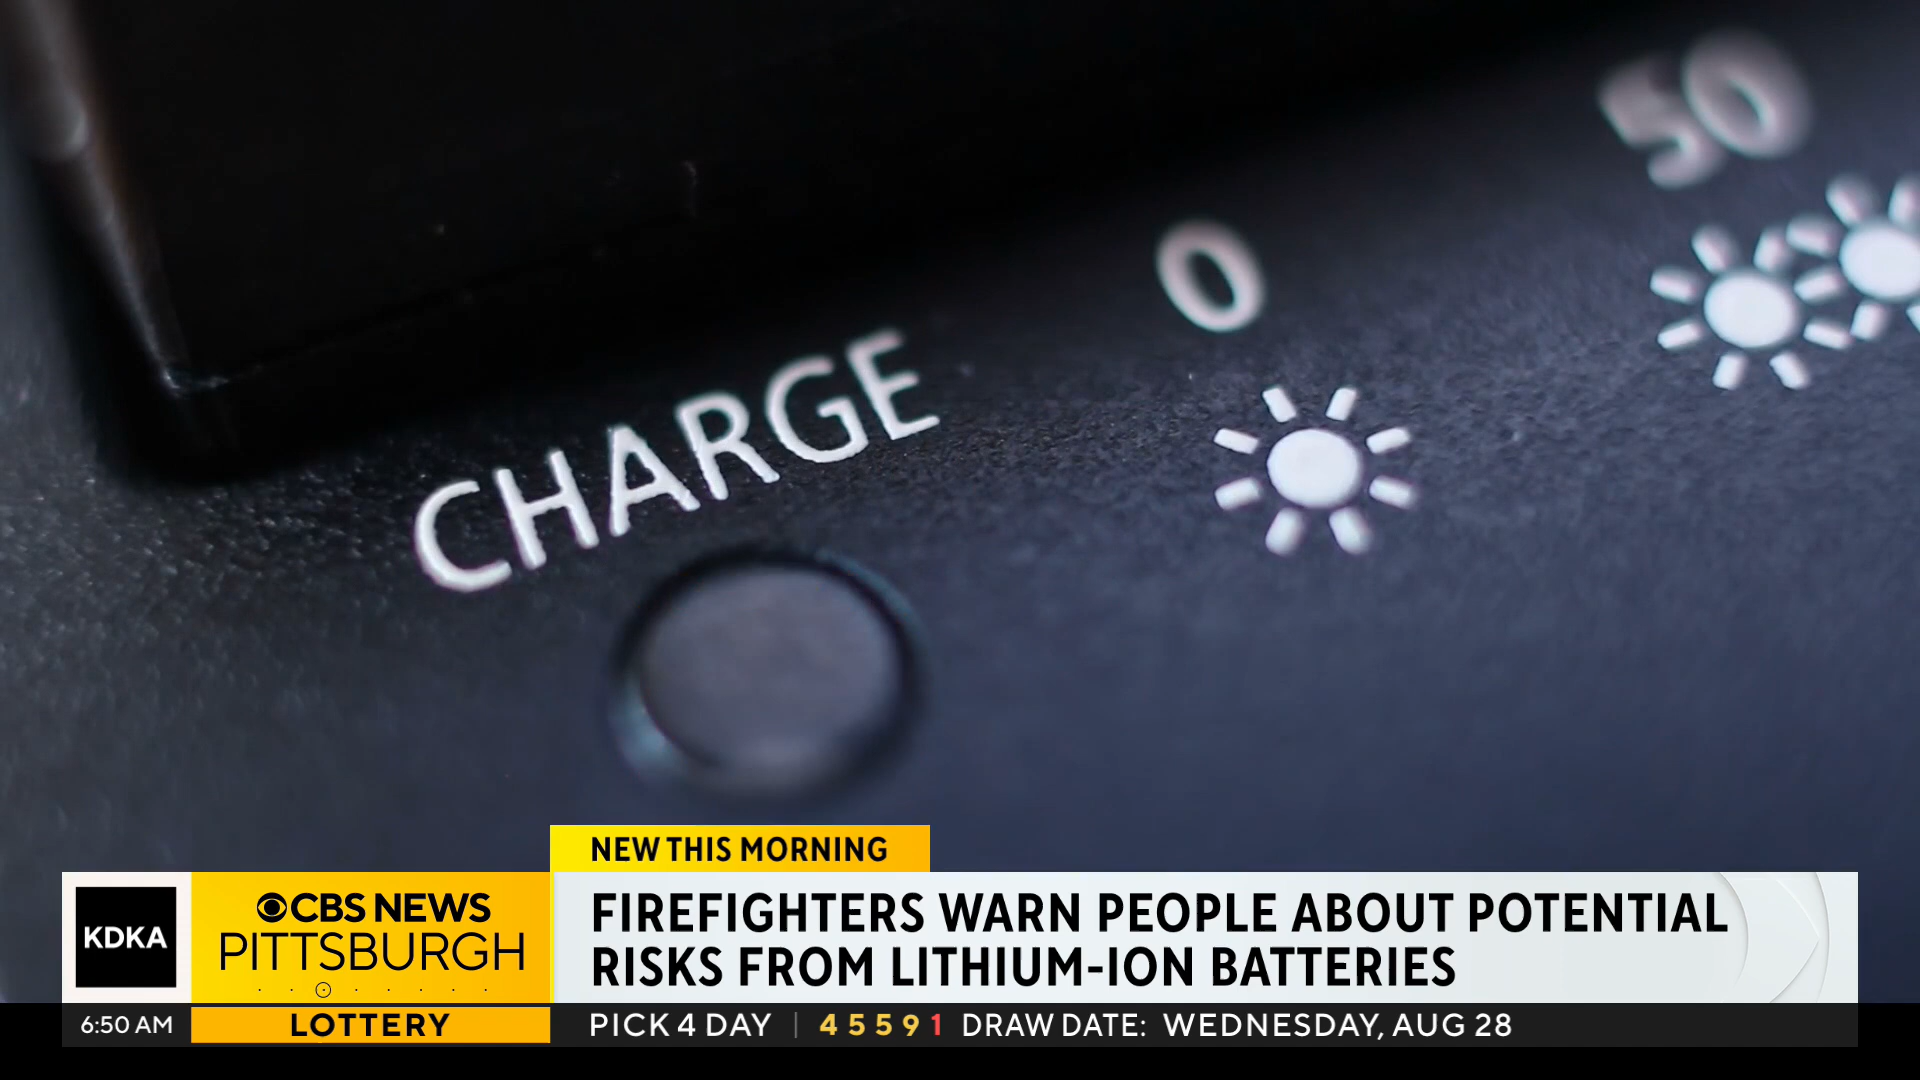 50
0
CHARGE
NEW THIS MORNING
KDKA
CBS NEWS
PITTSBURGH
FIREFIGHTERS WARN PEOPLE ABOUT POTENTIAL
RISKS FROM LITHIUM-ION BATTERIES
6:50 AM
LOTTERY
PICK 4 DAY | 4 5 5 9 1 DRAW DATE: WEDNESDAY, AUG 28